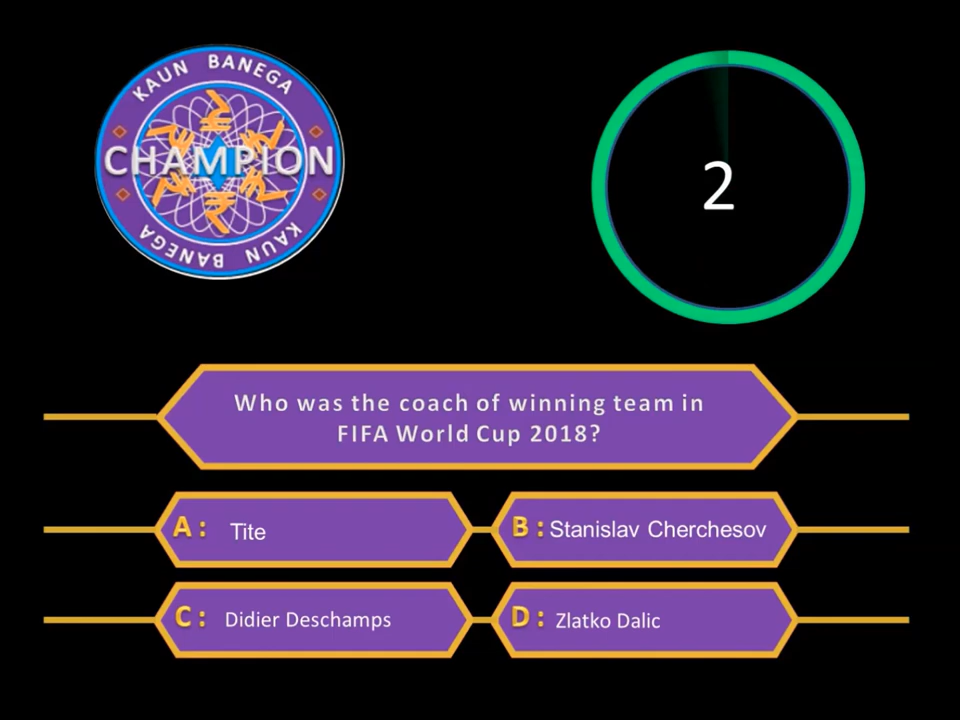 KAUN BANEGA
CHAMPION
KAUN BANEGA
2
Who was the coach of winning team in
FIFA World Cup 2018?
A : Tite
B : Stanislav Cherchesov
C : Didier Deschamps
D : Zlatko Dalic